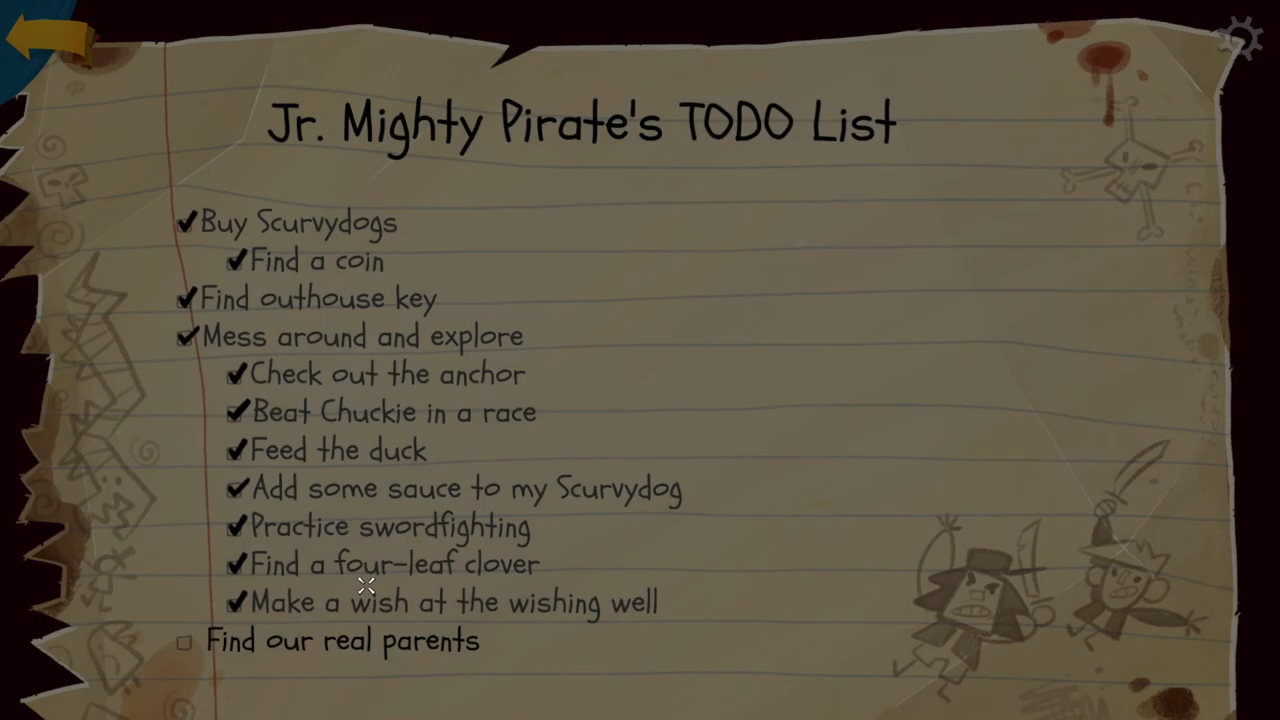 Jr. Mighty Pirate's TODO List
Buy Scurvydogs
Find a coin
Find outhouse key
Mess around and explore
Check out the anchor
Beat Chuckie in a race
Feed the duck
Add some sauce to my Scurvydog
Practice swordfighting
Find a four-leaf clover
Make a wish at the wishing well
Find our real parents